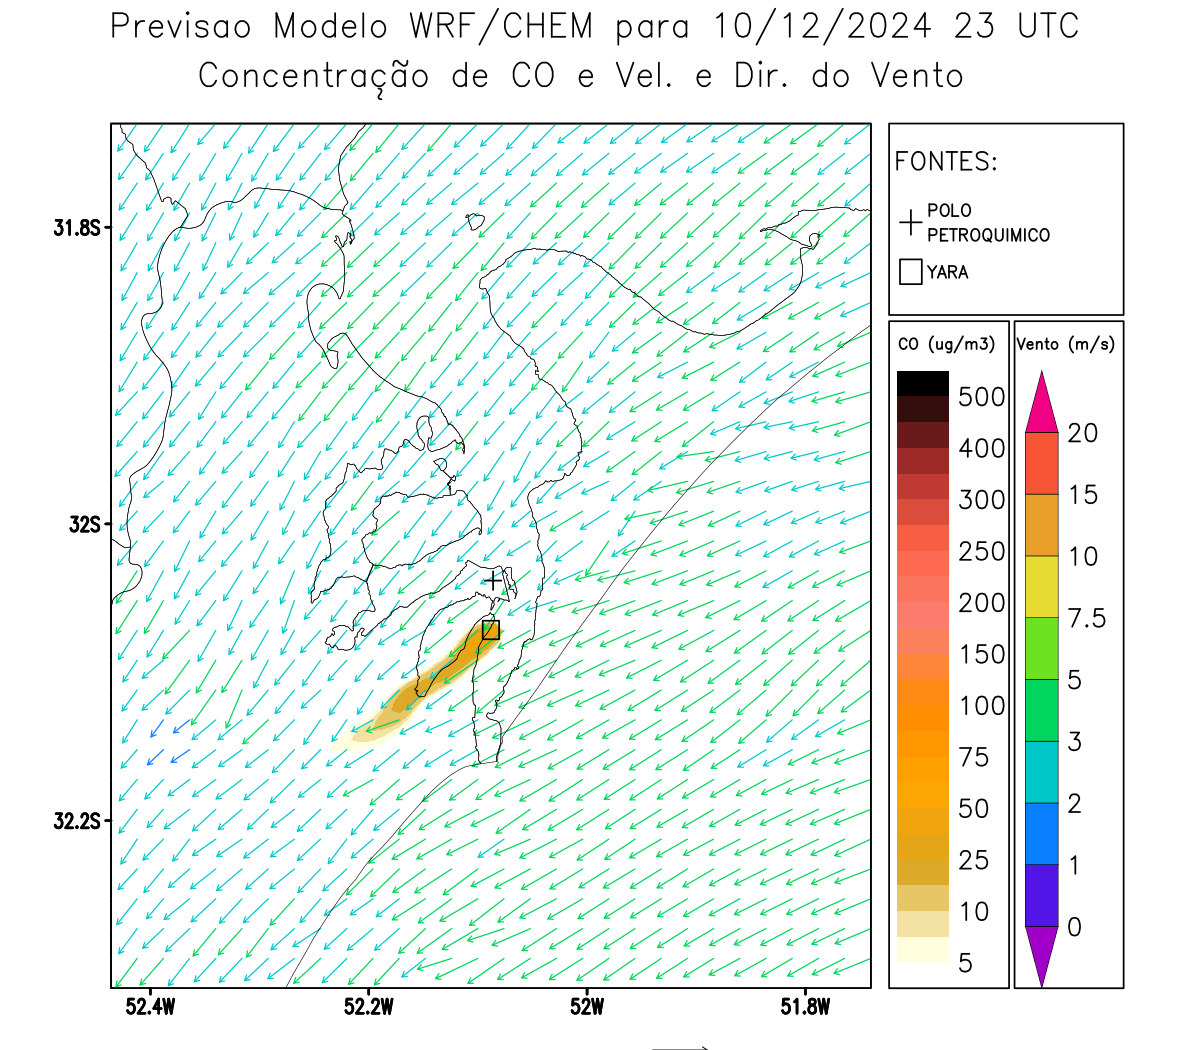 Previsao Modelo WRF/CHEM para 10/12/2024 23 UTC
Concentração de CO e Vel. e Dir. do Vento
FONTES:
POLO
PETROQUIMICO
YARA
31.8S
32S
32.2S
52.4W
52.2W
52W
51.8W
CO (ug/m3)
500
400
300
250
200
150
100
75
50
25
10
5
Vento (m/s)
20
15
10
7.5
5
3
2
1
0